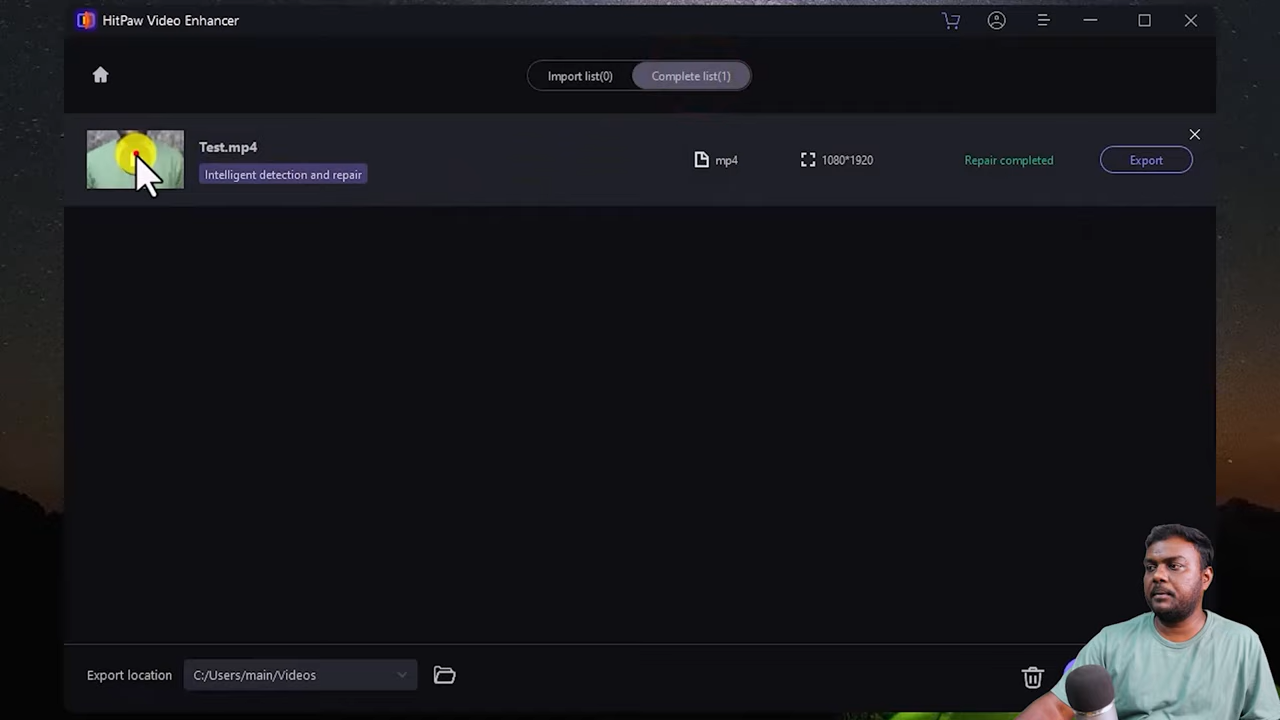 HitPaw Video Enhancer
Import list(0)
Complete list(1)
Test.mp4
Intelligent detection and repair
mp4
1080*1920
Repair completed
Export
Export location
C:/Users/main/Videos